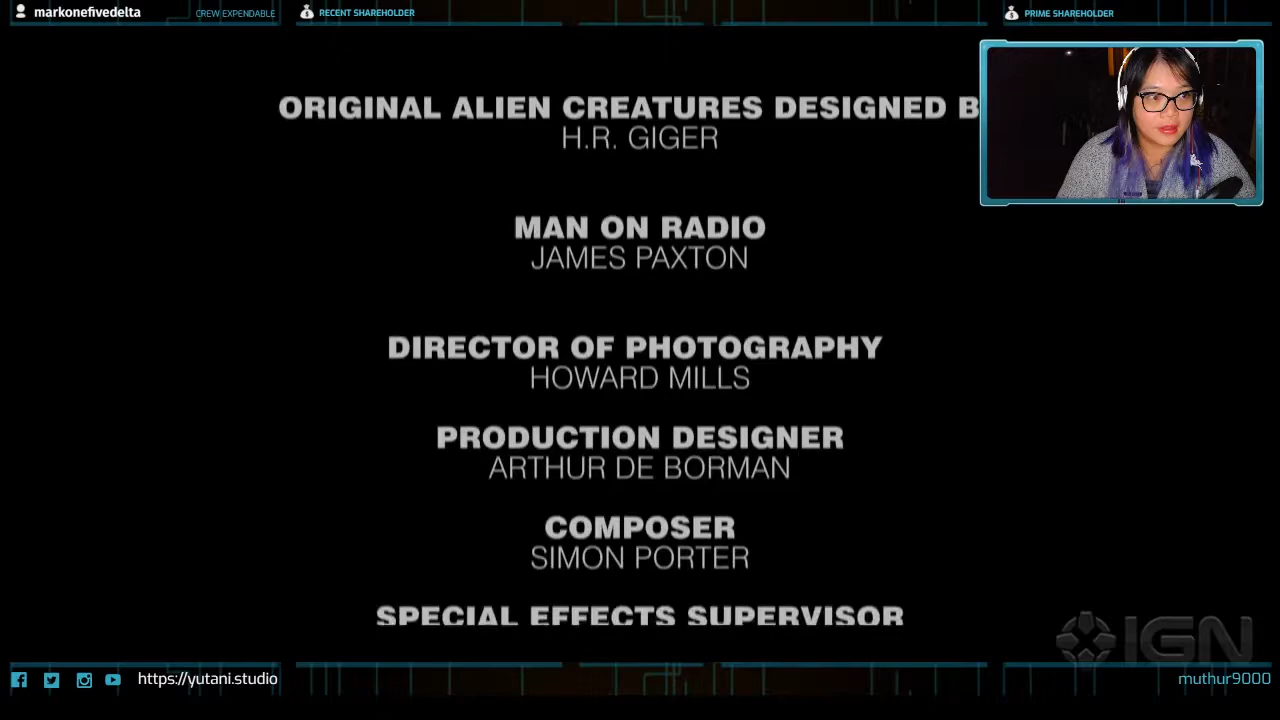 markonefivedelta
CREW EXPENDABLE
RECENT SHAREHOLDER
PRIME SHAREHOLDER
ORIGINAL ALIEN CREATURES DESIGNED B
H.R. GIGER
MAN ON RADIO
JAMES PAXTON
DIRECTOR OF PHOTOGRAPHY
HOWARD MILLS
PRODUCTION DESIGNER
ARTHUR DE BORMAN
COMPOSER
SIMON PORTER
SPECIAL EFFECTS SUPERVISOR
IGN
https://yutani.studio
muthur9000